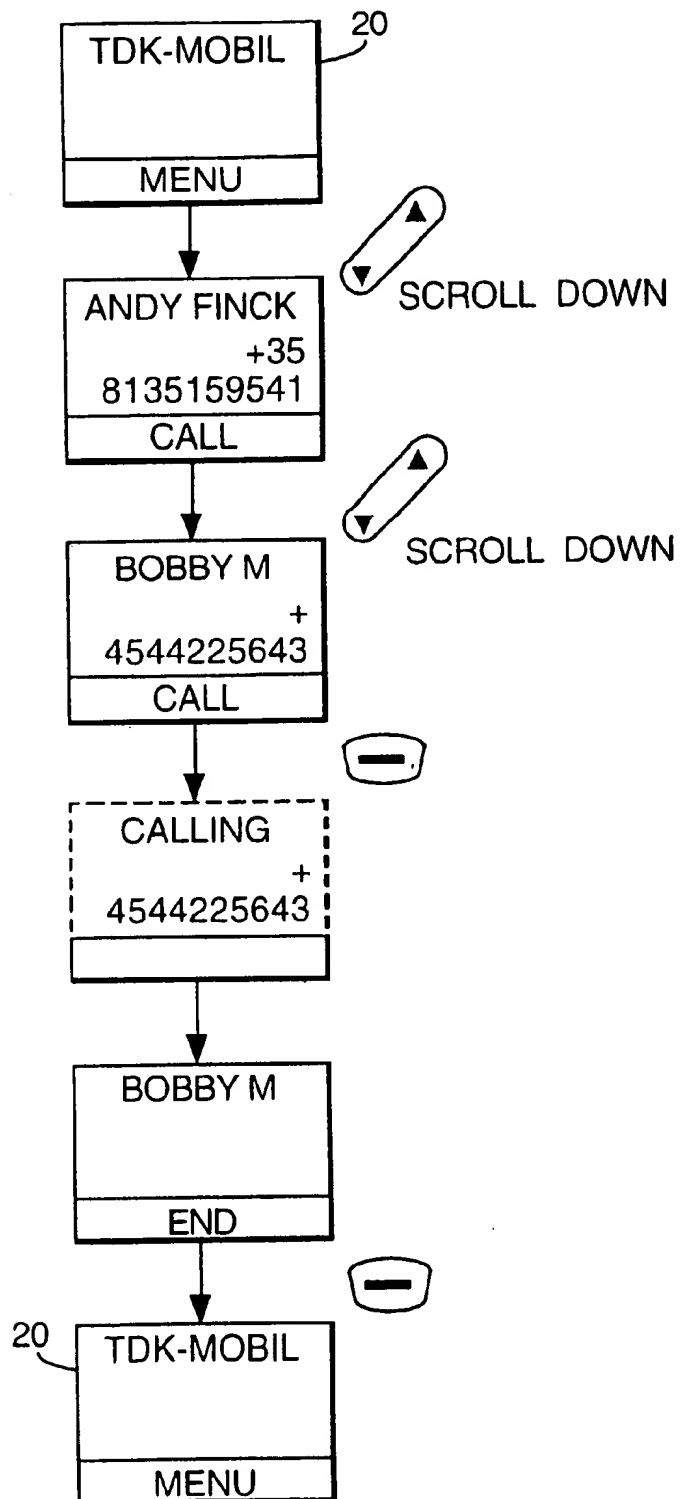 20
TDK-MOBIL
MENU
ANDY FINCK
+35
8135159541
CALL
SCROLL DOWN
BOBBY M
+
4544225643
CALL
SCROLL DOWN
CALLING
+
4544225643
BOBBY M
END
20
TDK-MOBIL
MENU